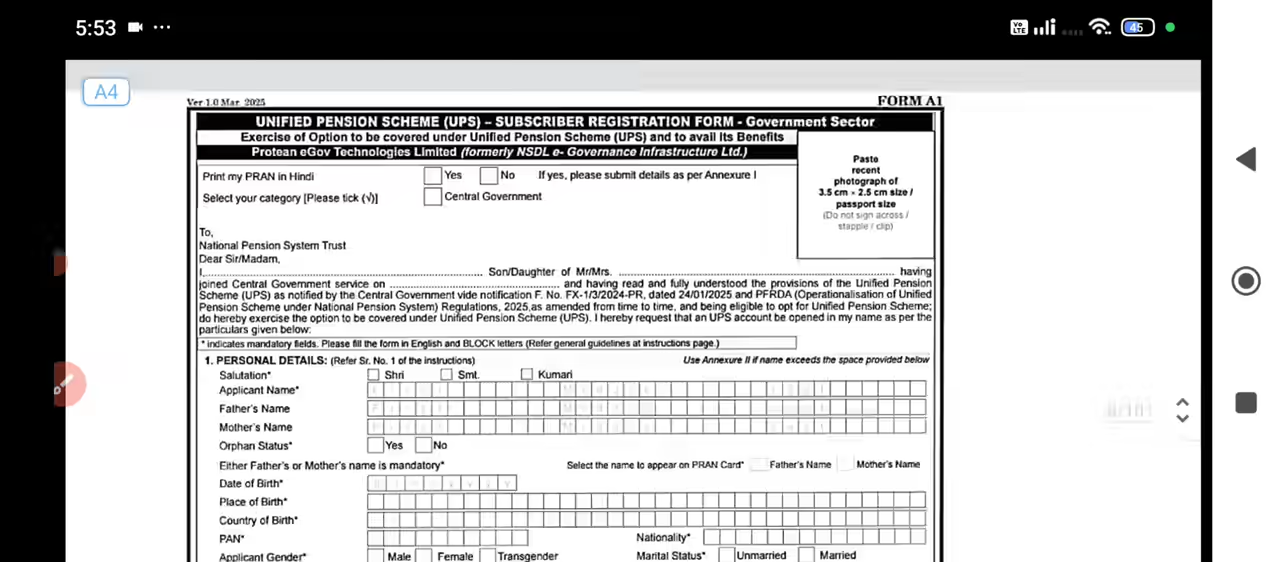 5:53
Vo LTE
45
A4
Ver 1.0 Mar. 2025
FORM A1
UNIFIED PENSION SCHEME (UPS) – SUBSCRIBER REGISTRATION FORM - Government Sector
Exercise of Option to be covered under Unified Pension Scheme (UPS) and to avail its Benefits
Protean eGov Technologies Limited (formerly NSDL e- Governance Infrastructure Ltd.)
Paste
recent
photograph of
3.5 cm × 2.5 cm size /
passport size
(Do not sign across /
stapple / clip)
Print my PRAN in Hindi Yes No If yes, please submit details as per Annexure I
Select your category [Please tick (√)] Central Government
To,
National Pension System Trust
Dear Sir/Madam,
I,............................................................ Son/Daughter of Mr/Mrs. ............................................................ having
joined Central Government service on ........................................ and having read and fully understood the provisions of the Unified Pension
Scheme (UPS) as notified by the Central Government vide notification F. No. FX-1/3/2024-PR, dated 24/01/2025 and PFRDA (Operationalisation of Unified
Pension Scheme under National Pension System) Regulations, 2025,as amended from time to time, and being eligible to opt for Unified Pension Scheme;
do hereby exercise the option to be covered under Unified Pension Scheme (UPS). I hereby request that an UPS account be opened in my name as per the
particulars given below:
* indicates mandatory fields. Please fill the form in English and BLOCK letters (Refer general guidelines at instructions page.)
1. PERSONAL DETAILS: (Refer Sr. No. 1 of the instructions) Use Annexure II if name exceeds the space provided below
Salutation* Shri Smt. Kumari
Applicant Name*
Father's Name
Mother's Name
Orphan Status* Yes No
Either Father's or Mother's name is mandatory* Select the name to appear on PRAN Card* Father's Name Mother's Name
Date of Birth*
Place of Birth*
Country of Birth*
PAN* Nationality*
Applicant Gender* Male Female Transgender Marital Status* Unmarried Married